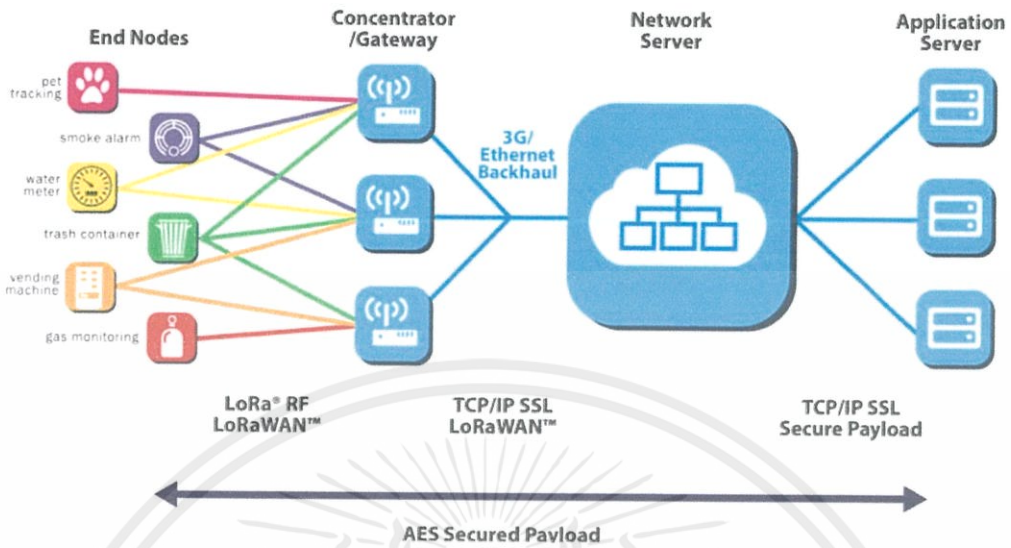 End Nodes
Concentrator
/Gateway
Network
Server
Application
Server
pet
tracking
smoke alarm
water
meter
trash container
vending
machine
gas monitoring
3G/
Ethernet
Backhaul
LoRa® RF
LoRaWAN™
TCP/IP SSL
LoRaWAN™
TCP/IP SSL
Secure Payload
AES Secured Payload